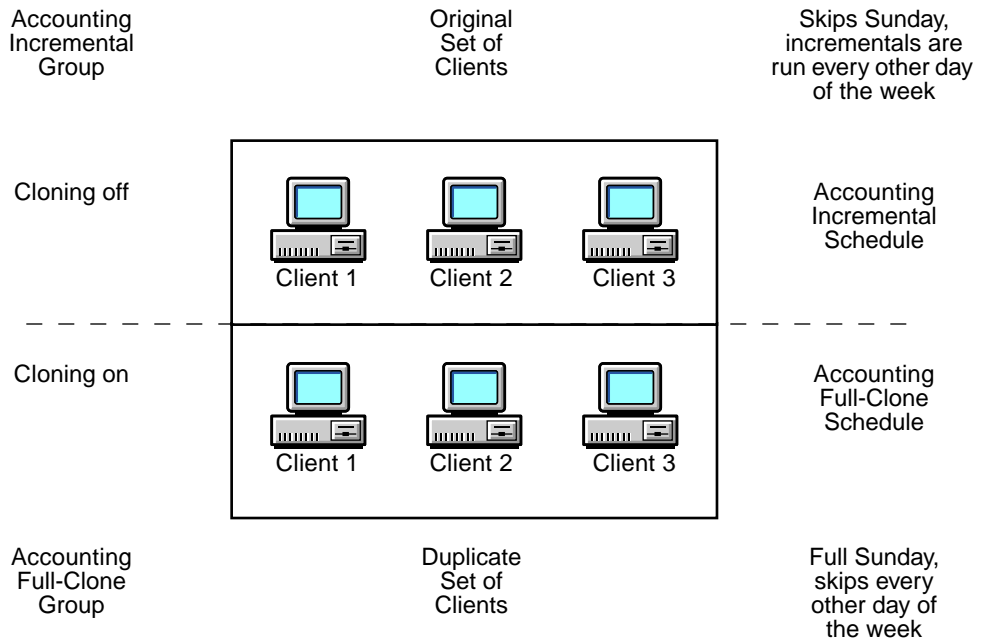 Accounting
Incremental
Group
Original
Set of
Clients
Skips Sunday,
incrementals are
run every other day
of the week
Cloning off
Client 1
Client 2
Client 3
Accounting
Incremental
Schedule
Cloning on
Client 1
Client 2
Client 3
Accounting
Full-Clone
Schedule
Accounting
Full-Clone
Group
Duplicate
Set of
Clients
Full Sunday,
skips every
other day of
the week